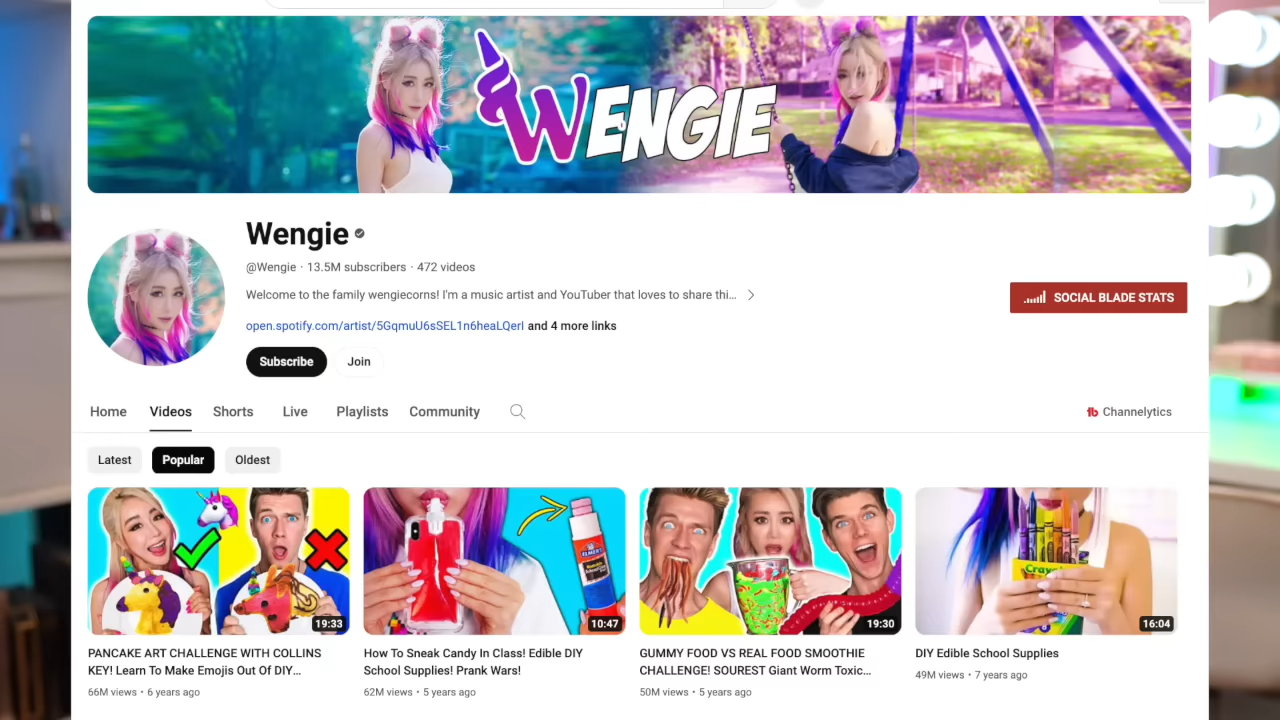 WENGIE
Wengie
@Wengie · 13.5M subscribers · 472 videos
Welcome to the family wengiecorns! I'm a music artist and YouTuber that loves to share thi...
open.spotify.com/artist/5GqmuU6sSEL1n6heaLQerI and 4 more links
SOCIAL BLADE STATS
Subscribe
Join
Home
Videos
Shorts
Live
Playlists
Community
Channelytics
Latest
Popular
Oldest
ELMER'S
Crayo
19:33
10:47
19:30
16:04
PANCAKE ART CHALLENGE WITH COLLINS
KEY! Learn To Make Emojis Out Of DIY...
66M views • 6 years ago
How To Sneak Candy In Class! Edible DIY
School Supplies! Prank Wars!
62M views • 5 years ago
GUMMY FOOD VS REAL FOOD SMOOTHIE
CHALLENGE! SOUREST Giant Worm Toxic...
50M views • 5 years ago
DIY Edible School Supplies
49M views • 7 years ago